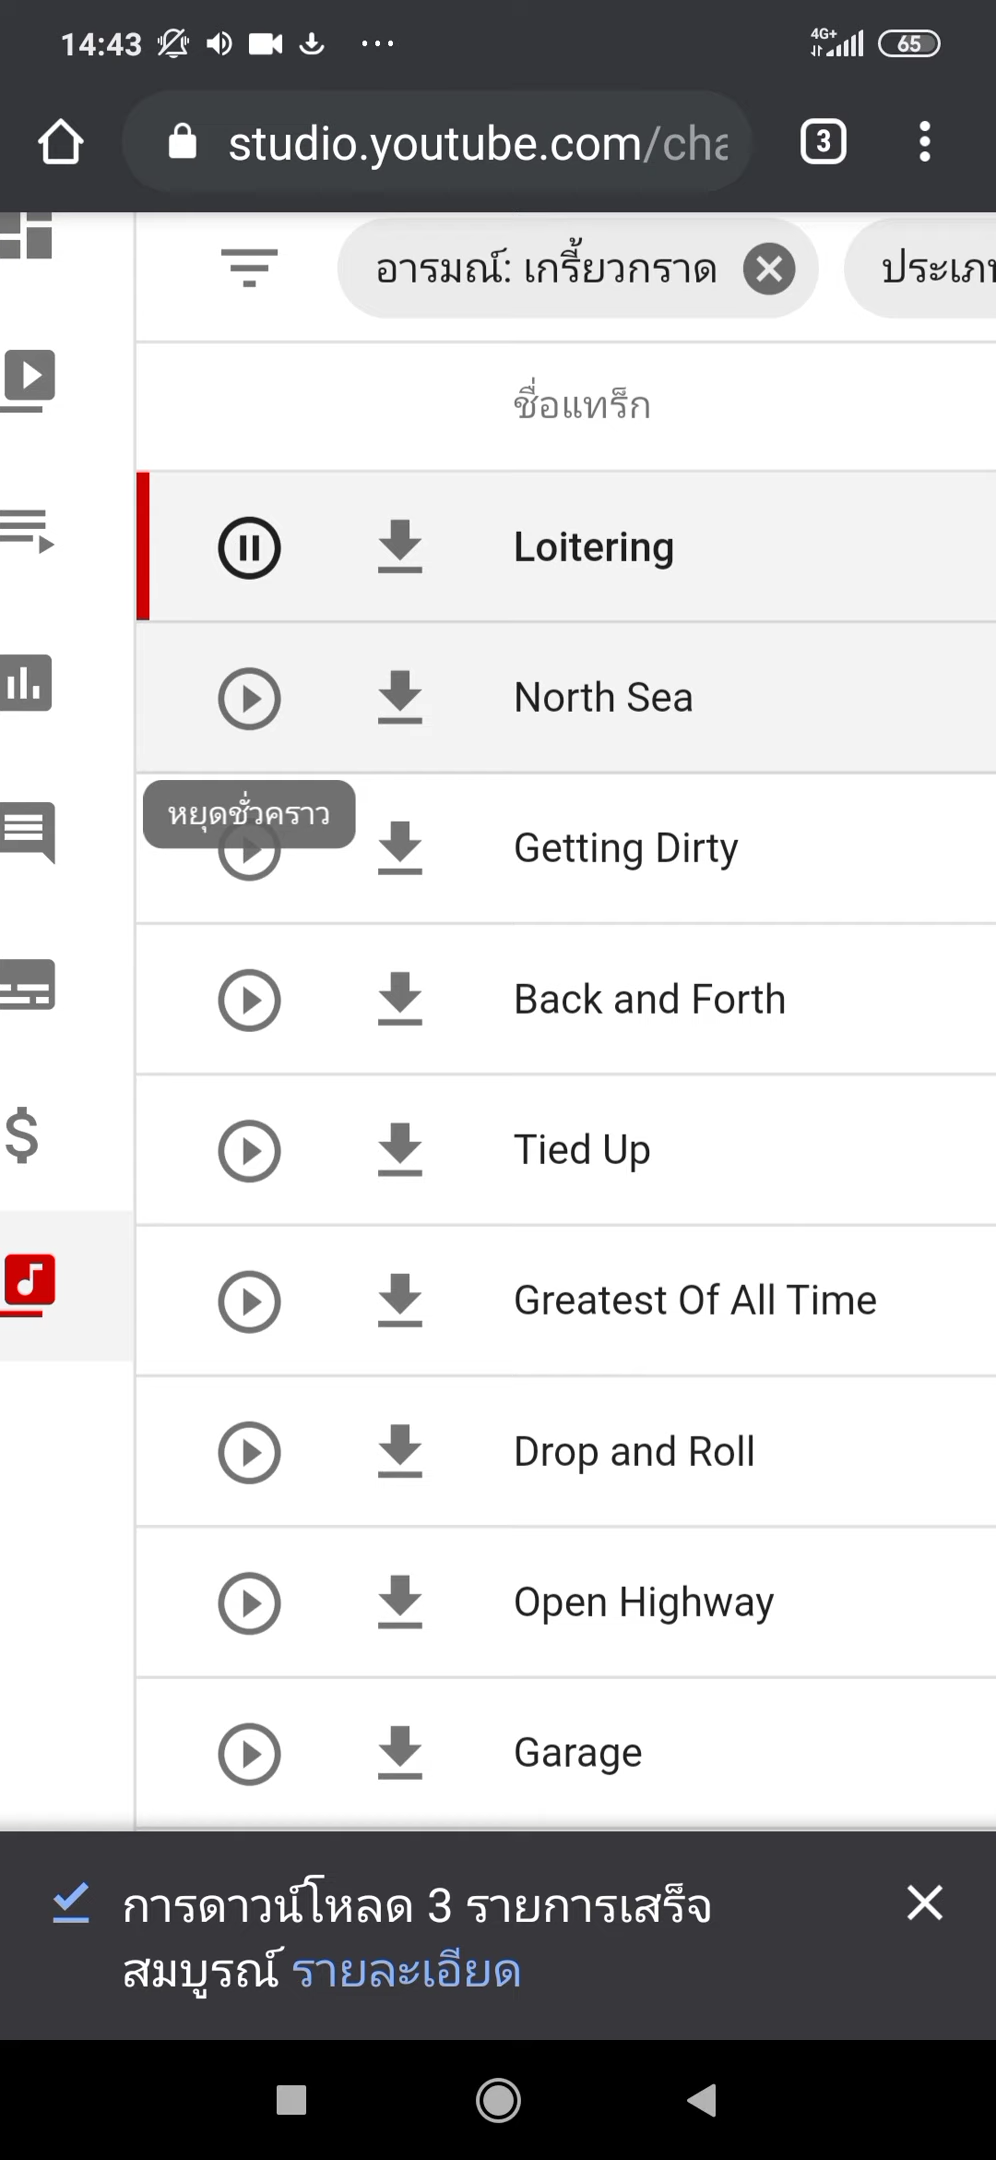 14:43
4G+
65
studio.youtube.com/cha
3
อารมณ์: เกรี้ยวกราด
ประเภท
ชื่อแทร็ก
Loitering
North Sea
หยุดชั่วคราว
Getting Dirty
Back and Forth
Tied Up
Greatest Of All Time
Drop and Roll
Open Highway
Garage
การดาวน์โหลด 3 รายการเสร็จ
สมบูรณ์ รายละเอียด